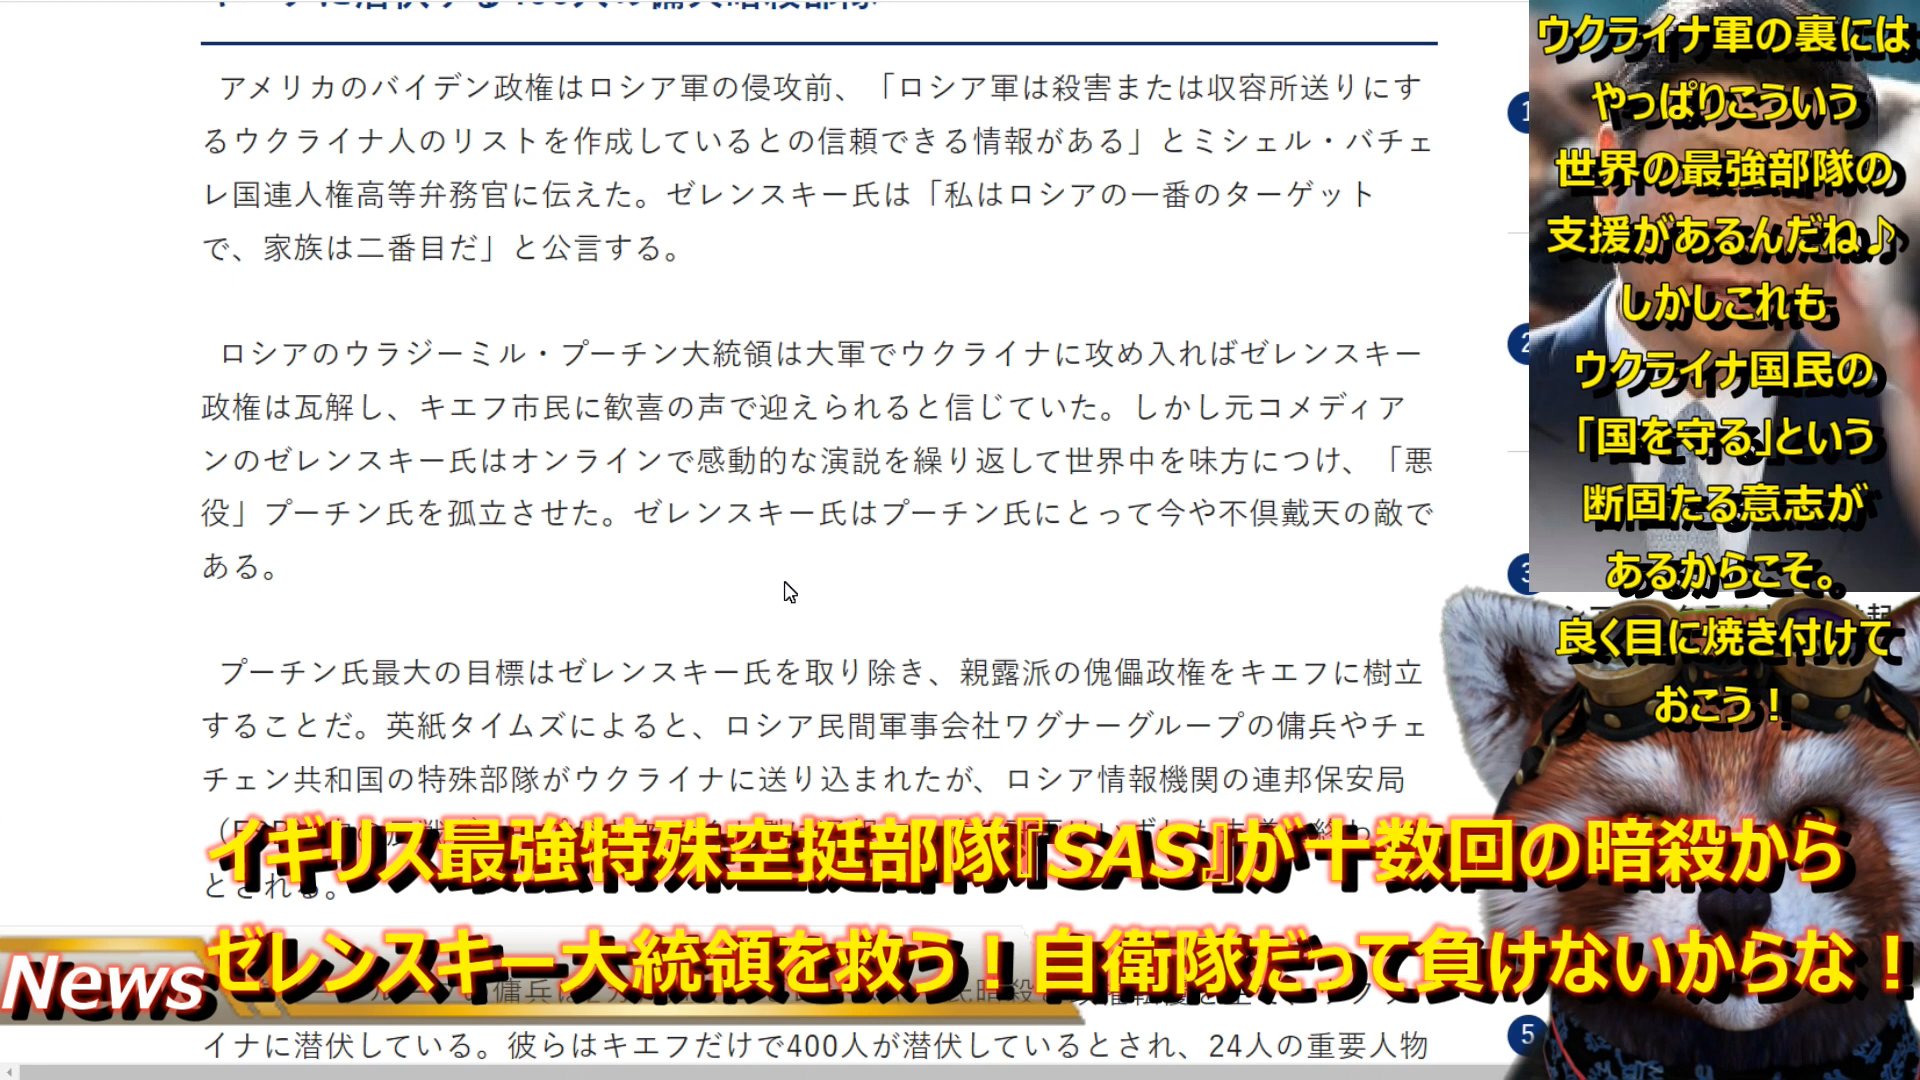 アメリカのバイデン政権はロシア軍の侵攻前、「ロシア軍は殺害または収容所送りにす
るウクライナ人のリストを作成しているとの信頼できる情報がある」とミシェル・バチェ
レ国連人権高等弁務官に伝えた。ゼレンスキー氏は「私はロシアの一番のターゲット
で、家族は二番目だ」と公言する。
ロシアのウラジーミル・プーチン大統領は大軍でウクライナに攻め入ればゼレンスキー
政権は瓦解し、キエフ市民に歓喜の声で迎えられると信じていた。しかし元コメディア
ンのゼレンスキー氏はオンラインで感動的な演説を繰り返して世界中を味方につけ、「悪
役」プーチン氏を孤立させた。ゼレンスキー氏はプーチン氏にとって今や不倶戴天の敵で
ある。
プーチン氏最大の目標はゼレンスキー氏を取り除き、親露派の傀儡政権をキエフに樹立
することだ。英紙タイムズによると、ロシア民間軍事会社ワグナーグループの傭兵やチェ
チェン共和国の特殊部隊がウクライナに送り込まれたが、ロシア情報機関の連邦保安局
とされる。
イナに潜伏している。彼らはキエフだけで400人が潜伏しているとされ、24人の重要人物
1
2
3
5
ウクライナ軍の裏には
やっぱりこういう
世界の最強部隊の
支援があるんだね♪
しかしこれも
ウクライナ国民の
「国を守る」という
断固たる意志が
あるからこそ。
良く目に焼き付けて
おこう！
イギリス最強特殊空挺部隊『SAS』が十数回の暗殺から
ゼレンスキー大統領を救う！自衛隊だって負けないからな！
News